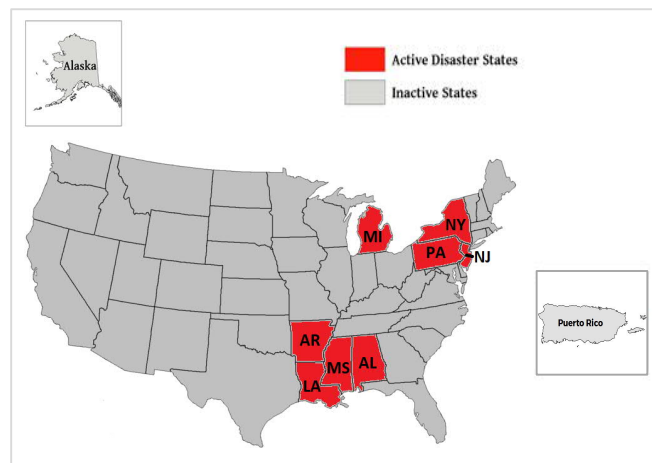 Alaska
Active Disaster States
Inactive States
NY
MI
PA
NJ
Puerto Rico
AR
MS
AL
LA